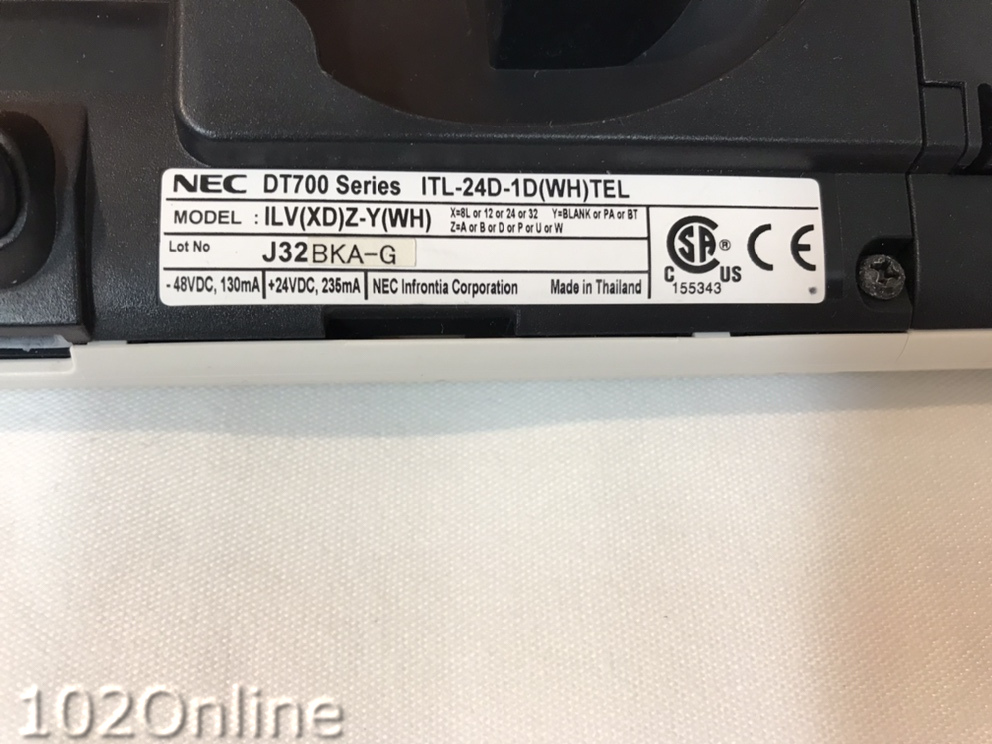 NEC DT700 Series ITL-24D-1D(WH)TEL
MODEL : ILV(XD)Z-Y(WH) X=8L or 12 or 24 or 32 Y=BLANK or PA or BT
Z=A or B or D or P or U or W
Lot No J32BKA-G
-48VDC, 130mA +24VDC, 235mA NEC Infrontia Corporation Made in Thailand
SA ® C US CE
155343
102Online